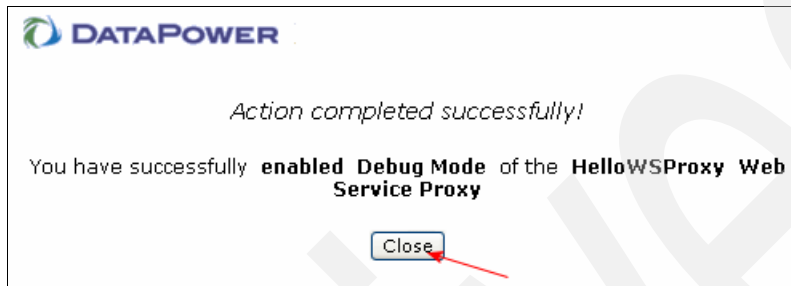 DATAPOWER
Action completed successfully!
You have successfully enabled Debug Mode of the HelloWSProxy Web
Service Proxy
Close